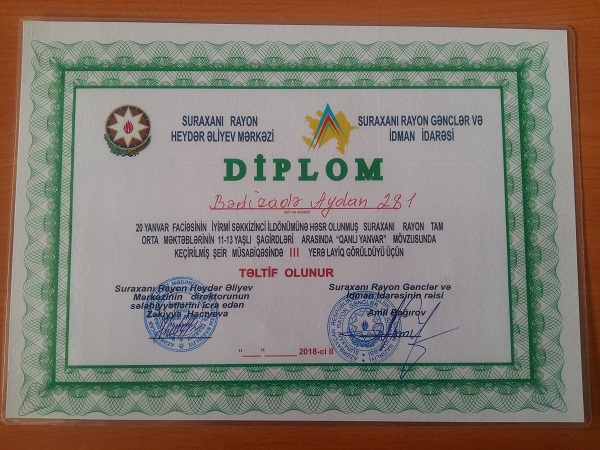 SURAXANI RAYON
HEYDƏR ƏLİYEV MƏRKƏZİ
SURAXANI RAYON GƏNCLƏR VƏ
İDMAN İDARƏSİ
DİPLOM
Bədizadə Aydan 281
20 YANVAR FACİƏSİNİN İYİRMİ SƏKKİZİNCİ İLDÖNÜMÜNƏ HƏSR OLUNMUŞ SURAXANI RAYON TAM
ORTA MƏKTƏBLƏRİNİN 11-13 YAŞLI ŞAGİRDLƏRİ ARASINDA "QANLI YANVAR" MÖVZUSUNDA
KEÇİRİLMİŞ ŞEİR MÜSABİQƏSİNDƏ III YERƏ LAYİQ GÖRÜLDÜYÜ ÜÇÜN
TƏLTİF OLUNUR
Suraxanı Rayon Heydər Əliyev
Mərkəzinin direktorunun
səlahiyyətlərini icra edən
Zəkiyyə Hacıyeva
Suraxanı Rayon Gənclər və
İdman İdarəsinin rəisi
Amil Bağırov
"___" ______ 2018-ci il